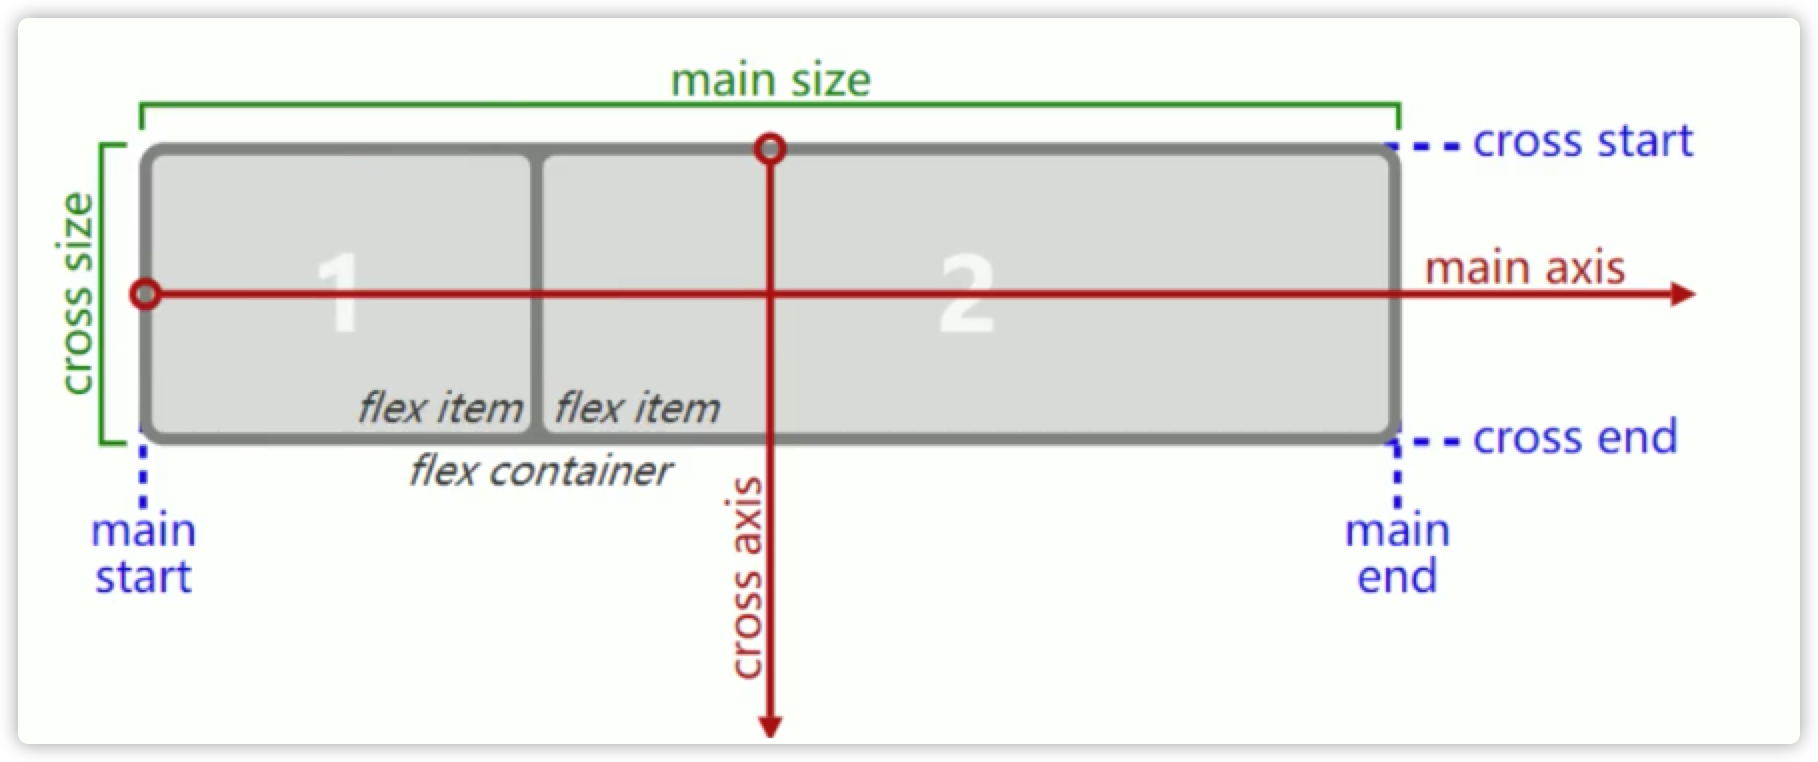 main size
cross start
cross size
main axis
1
2
flex item
flex item
cross end
flex container
cross axis
main
start
main
end